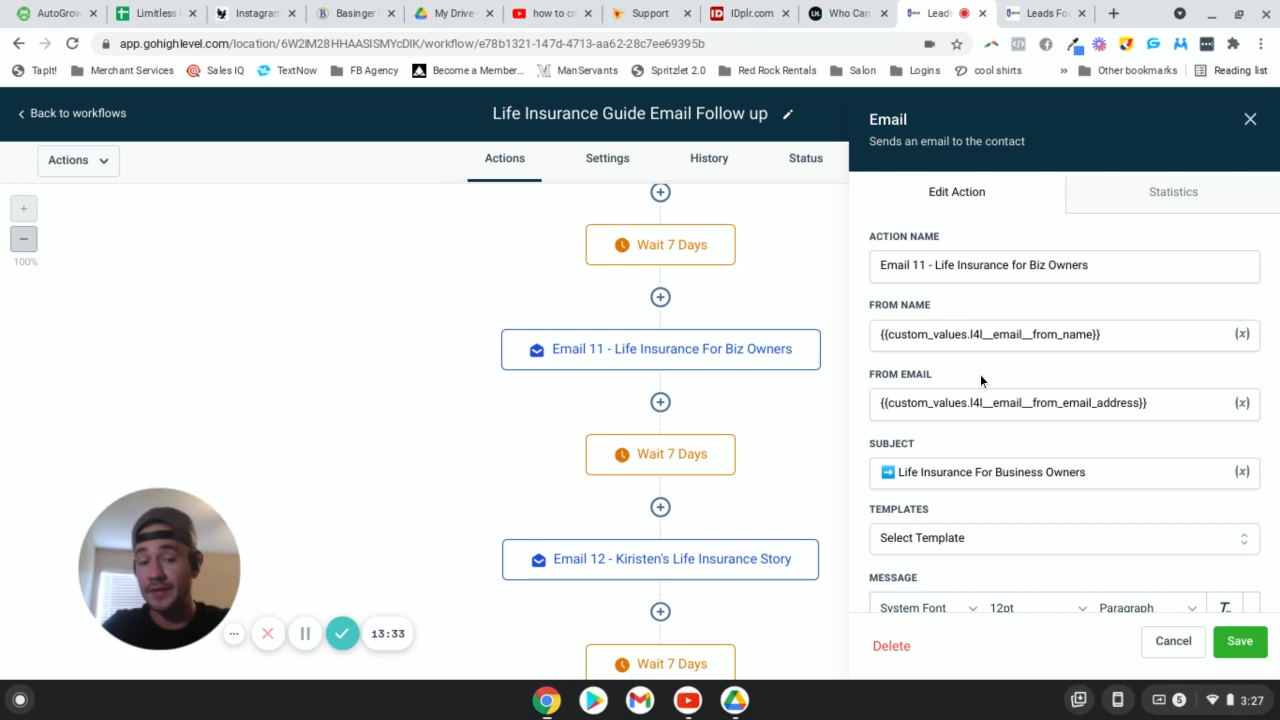 AutoGrow
Limitless
Instagram
Basinger
My Drive
how to cr
Support
IDplr.com
Who Can
Leads
Leads Fo
app.gohighlevel.com/location/6W2IM28HHAASISMYcDIK/workflow/e78b1321-147d-4713-aa62-28c7ee69395b
TapIt!
Merchant Services
Sales IQ
TextNow
FB Agency
Become a Member...
ManServants
Spritzlet 2.0
Red Rock Rentals
Salon
Logins
cool shirts
»
Other bookmarks
Reading list
Back to workflows
Life Insurance Guide Email Follow up
Actions
Actions
Settings
History
Status
100%
Wait 7 Days
Email 11 - Life Insurance For Biz Owners
Wait 7 Days
Email 12 - Kiristen's Life Insurance Story
Wait 7 Days
13:33
Email
Sends an email to the contact
Edit Action
Statistics
ACTION NAME
Email 11 - Life Insurance for Biz Owners
FROM NAME
{{custom_values.l4l__email__from_name}}
(x)
FROM EMAIL
{{custom_values.l4l__email__from_email_address}}
(x)
SUBJECT
➡️ Life Insurance For Business Owners
(x)
TEMPLATES
Select Template
MESSAGE
System Font
12pt
Paragraph
Delete
Cancel
Save
5
3:27